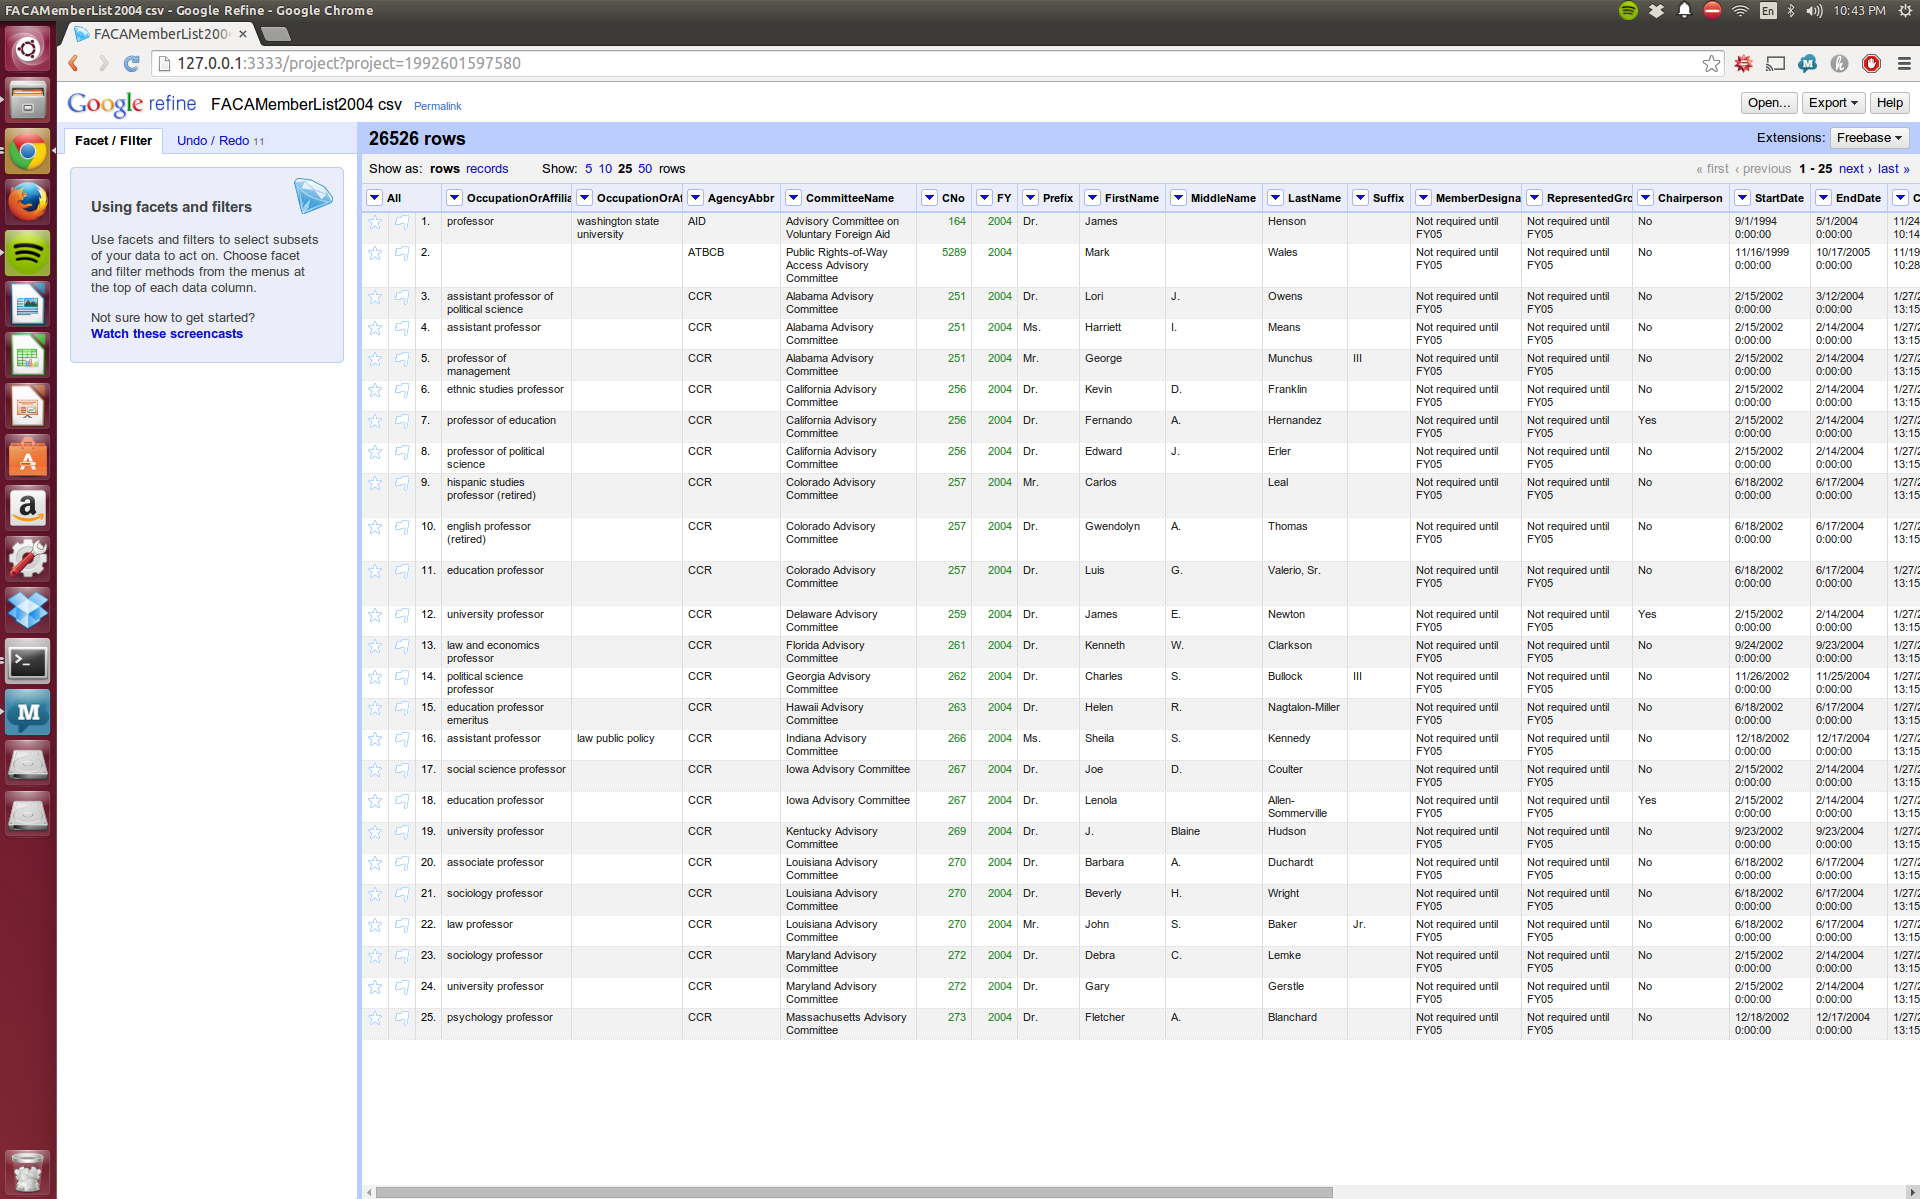 FACAMemberList2004 csv - Google Refine - Google Chrome
En
10:43 PM
FACAMemberList200
127.0.0.1:3333/project?project=1992601597580
Google refine FACAMemberList2004 csv Permalink
Open... Export Help
Facet / Filter Undo / Redo 11
26526 rows
Extensions: Freebase
Show as: rows records Show: 5 10 25 50 rows
« first ‹ previous 1 - 25 next › last »
Using facets and filters
Use facets and filters to select subsets
of your data to act on. Choose facet
and filter methods from the menus at
the top of each data column.
Not sure how to get started?
Watch these screencasts
All OccupationOrAffilia OccupationOrAf AgencyAbbr CommitteeName CNo FY Prefix FirstName MiddleName LastName Suffix MemberDesigna RepresentedGro Chairperson StartDate EndDate C
1. professor washington state AID Advisory Committee on 164 2004 Dr. James Henson Not required until Not required until No 9/1/1994 5/1/2004 11/24
university Voluntary Foreign Aid FY05 FY05 0:00:00 0:00:00 10:14
2. ATBCB Public Rights-of-Way 5289 2004 Mark Wales Not required until Not required until No 11/16/1999 10/17/2005 11/19
Access Advisory FY05 FY05 0:00:00 0:00:00 10:28
Committee
3. assistant professor of CCR Alabama Advisory 251 2004 Dr. Lori J. Owens Not required until Not required until No 2/15/2002 3/12/2004 1/27/2
political science Committee FY05 FY05 0:00:00 0:00:00 13:15
4. assistant professor CCR Alabama Advisory 251 2004 Ms. Harriett I. Means Not required until Not required until No 2/15/2002 2/14/2004 1/27/2
Committee FY05 FY05 0:00:00 0:00:00 13:15
5. professor of CCR Alabama Advisory 251 2004 Mr. George Munchus III Not required until Not required until No 2/15/2002 2/14/2004 1/27/2
management Committee FY05 FY05 0:00:00 0:00:00 13:15
6. ethnic studies professor CCR California Advisory 256 2004 Dr. Kevin D. Franklin Not required until Not required until No 2/15/2002 2/14/2004 1/27/2
Committee FY05 FY05 0:00:00 0:00:00 13:15
7. professor of education CCR California Advisory 256 2004 Dr. Fernando A. Hernandez Not required until Not required until Yes 2/15/2002 2/14/2004 1/27/2
Committee FY05 FY05 0:00:00 0:00:00 13:15
8. professor of political CCR California Advisory 256 2004 Dr. Edward J. Erler Not required until Not required until No 2/15/2002 2/14/2004 1/27/2
science Committee FY05 FY05 0:00:00 0:00:00 13:15
9. hispanic studies CCR Colorado Advisory 257 2004 Mr. Carlos Leal Not required until Not required until No 6/18/2002 6/17/2004 1/27/2
professor (retired) Committee FY05 FY05 0:00:00 0:00:00 13:15
10. english professor CCR Colorado Advisory 257 2004 Dr. Gwendolyn A. Thomas Not required until Not required until No 6/18/2002 6/17/2004 1/27/2
(retired) Committee FY05 FY05 0:00:00 0:00:00 13:15
11. education professor CCR Colorado Advisory 257 2004 Dr. Luis G. Valerio, Sr. Not required until Not required until No 6/18/2002 6/17/2004 1/27/2
Committee FY05 FY05 0:00:00 0:00:00 13:15
12. university professor CCR Delaware Advisory 259 2004 Dr. James E. Newton Not required until Not required until Yes 2/15/2002 2/14/2004 1/27/2
Committee FY05 FY05 0:00:00 0:00:00 13:15
13. law and economics CCR Florida Advisory 261 2004 Dr. Kenneth W. Clarkson Not required until Not required until No 9/24/2002 9/23/2004 1/27/2
professor Committee FY05 FY05 0:00:00 0:00:00 13:15
14. political science CCR Georgia Advisory 262 2004 Dr. Charles S. Bullock III Not required until Not required until No 11/26/2002 11/25/2004 1/27/2
professor Committee FY05 FY05 0:00:00 0:00:00 13:15
15. education professor CCR Hawaii Advisory 263 2004 Dr. Helen R. Nagtalon-Miller Not required until Not required until No 6/18/2002 6/17/2004 1/27/2
emeritus Committee FY05 FY05 0:00:00 0:00:00 13:15
16. assistant professor law public policy CCR Indiana Advisory 266 2004 Ms. Sheila S. Kennedy Not required until Not required until No 12/18/2002 12/17/2004 1/27/2
Committee FY05 FY05 0:00:00 0:00:00 13:15
17. social science professor CCR Iowa Advisory Committee 267 2004 Dr. Joe D. Coulter Not required until Not required until No 2/15/2002 2/14/2004 1/27/2
FY05 FY05 0:00:00 0:00:00 13:15
18. education professor CCR Iowa Advisory Committee 267 2004 Dr. Lenola Allen- Not required until Not required until Yes 2/15/2002 2/14/2004 1/27/2
Sommerville FY05 FY05 0:00:00 0:00:00 13:15
19. university professor CCR Kentucky Advisory 269 2004 Dr. J. Blaine Hudson Not required until Not required until No 9/23/2002 9/23/2004 1/27/2
Committee FY05 FY05 0:00:00 0:00:00 13:15
20. associate professor CCR Louisiana Advisory 270 2004 Dr. Barbara A. Duchardt Not required until Not required until No 6/18/2002 6/17/2004 1/27/2
Committee FY05 FY05 0:00:00 0:00:00 13:15
21. sociology professor CCR Louisiana Advisory 270 2004 Dr. Beverly H. Wright Not required until Not required until No 6/18/2002 6/17/2004 1/27/2
Committee FY05 FY05 0:00:00 0:00:00 13:15
22. law professor CCR Louisiana Advisory 270 2004 Mr. John S. Baker Jr. Not required until Not required until No 6/18/2002 6/17/2004 1/27/2
Committee FY05 FY05 0:00:00 0:00:00 13:15
23. sociology professor CCR Maryland Advisory 272 2004 Dr. Debra C. Lemke Not required until Not required until No 2/15/2002 2/14/2004 1/27/2
Committee FY05 FY05 0:00:00 0:00:00 13:15
24. university professor CCR Maryland Advisory 272 2004 Dr. Gary Gerstle Not required until Not required until No 2/15/2002 2/14/2004 1/27/2
Committee FY05 FY05 0:00:00 0:00:00 13:15
25. psychology professor CCR Massachusetts Advisory 273 2004 Dr. Fletcher A. Blanchard Not required until Not required until No 12/18/2002 12/17/2004 1/27/2
Committee FY05 FY05 0:00:00 0:00:00 13:15